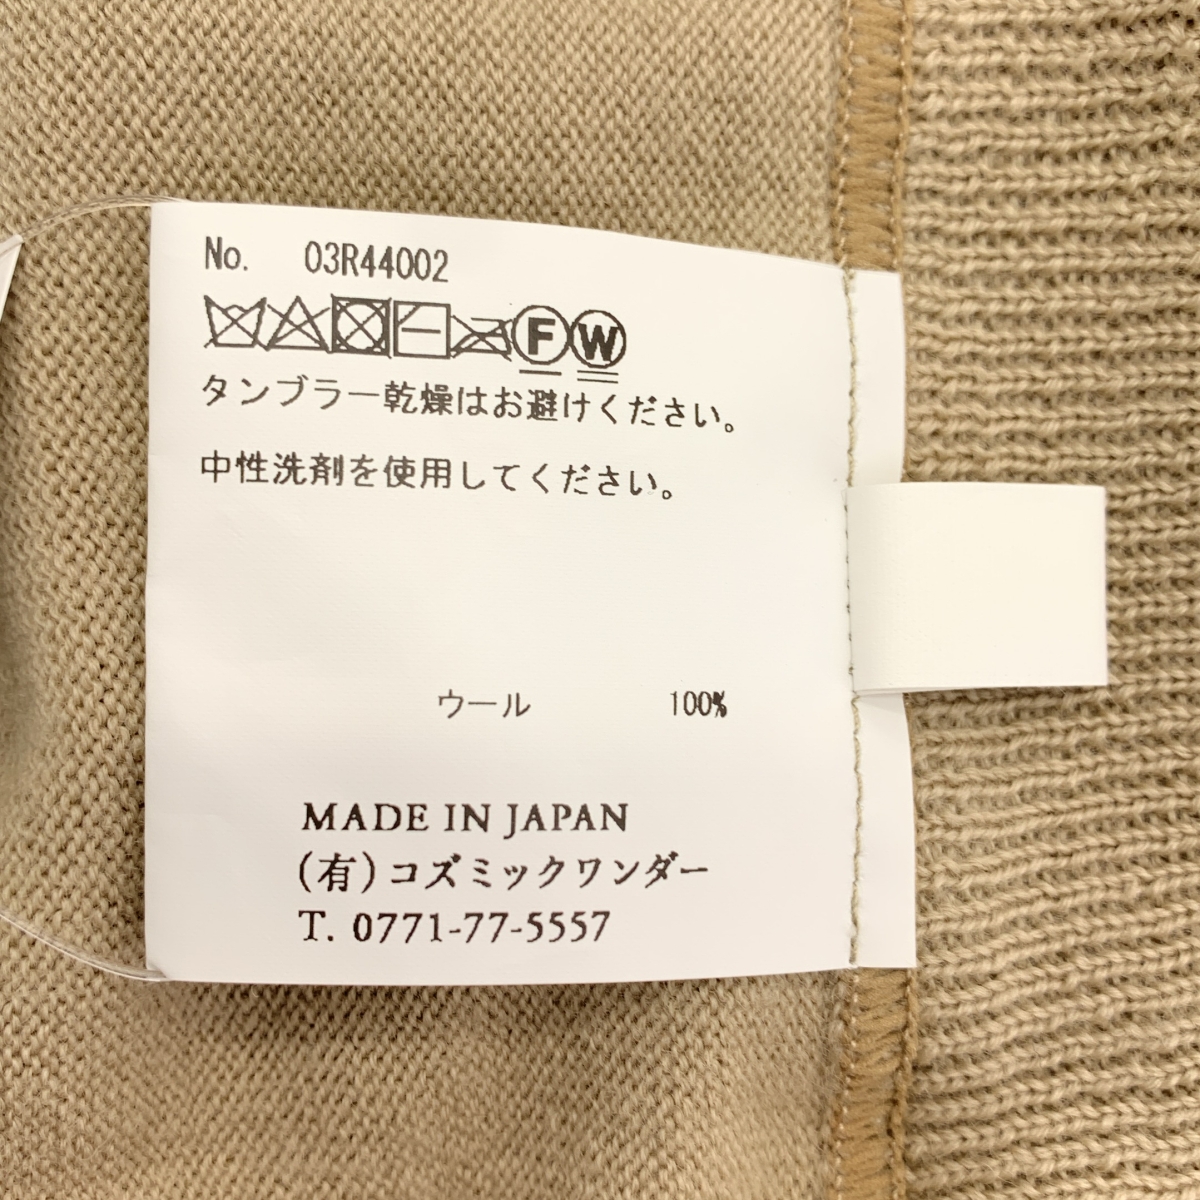 No. 03R44002
F W
タンブラー乾燥はお避けください。
中性洗剤を使用してください。
ウール 100%
MADE IN JAPAN
(有)コズミックワンダー
T. 0771-77-5557